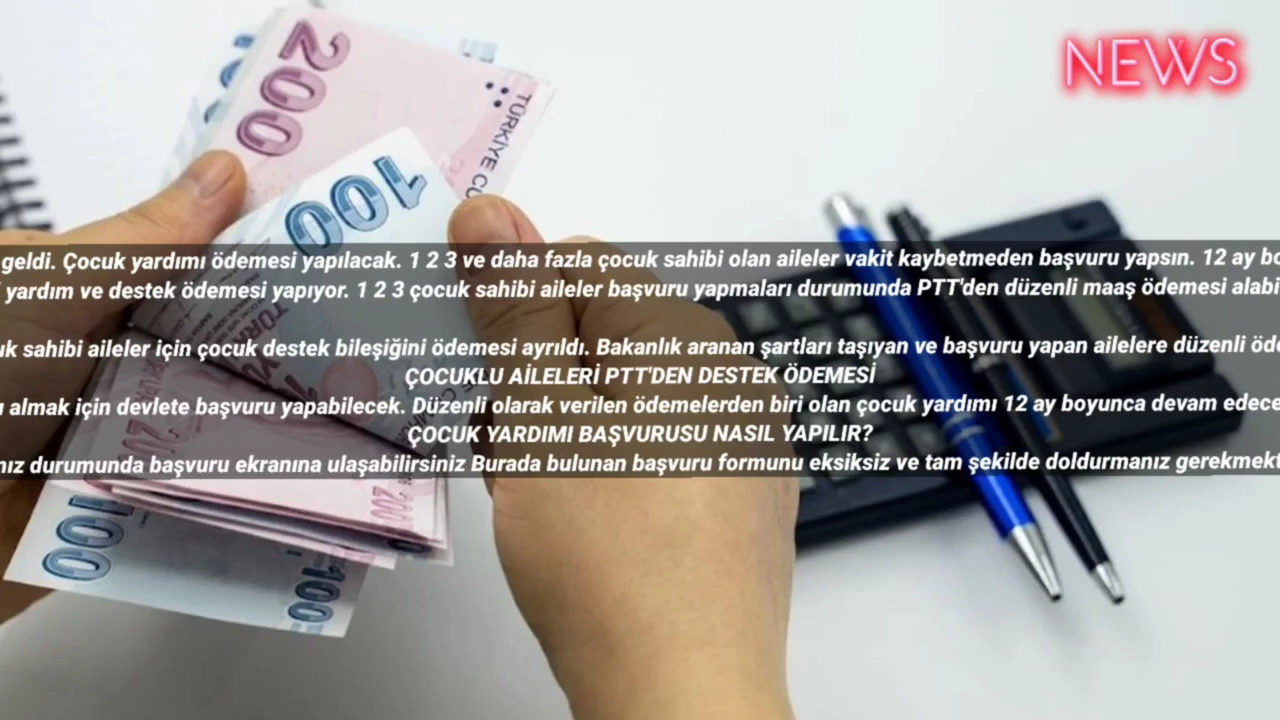 NEWS
200
TÜRKİYE CU
100
geldi. Çocuk yardımı ödemesi yapılacak. 1 2 3 ve daha fazla çocuk sahibi olan aileler vakit kaybetmeden başvuru yapsın. 12 ay bo
yardım ve destek ödemesi yapıyor. 1 2 3 çocuk sahibi aileler başvuru yapmaları durumunda PTT'den düzenli maaş ödemesi alabi
uk sahibi aileler için çocuk destek bileşiğini ödemesi ayrıldı. Bakanlık aranan şartları taşıyan ve başvuru yapan ailelere düzenli öd
ÇOCUKLU AİLELERİ PTT'DEN DESTEK ÖDEMESİ
almak için devlete başvuru yapabilecek. Düzenli olarak verilen ödemelerden biri olan çocuk yardımı 12 ay boyunca devam edece
ÇOCUK YARDIMI BAŞVURUSU NASIL YAPILIR?
nız durumunda başvuru ekranına ulaşabilirsiniz Burada bulunan başvuru formunu eksiksiz ve tam şekilde doldurmanız gerekmekt
200
100
100